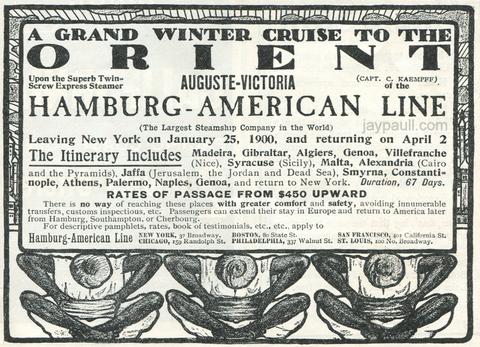 A GRAND WINTER CRUISE TO THE
ORIENT
Upon the Superb Twin-
Screw Express Steamer
AUGUSTE-VICTORIA
(CAPT. C. KAEMPFF)
of the
HAMBURG-AMERICAN LINE
(The Largest Steamship Company in the World)
jaypaull.com
Leaving New York on January 25, 1900, and returning on April 2
The Itinerary Includes Madeira, Gibraltar, Algiers, Genoa, Villefranche
(Nice), Syracuse (Sicily), Malta, Alexandria (Cairo
and the Pyramids), Jaffa (Jerusalem, the Jordan and Dead Sea), Smyrna, Constanti-
nople, Athens, Palermo, Naples, Genoa, and return to New York. Duration, 67 Days.
RATES OF PASSAGE FROM $450 UPWARD
There is no way of reaching these places with greater comfort and safety, avoiding innumerable
transfers, customs inspections, etc. Passengers can extend their stay in Europe and return to America later
from Hamburg, Southampton, or Cherbourg.
For descriptive pamphlets, rates, book of testimonials, etc., etc., apply to
Hamburg-American Line
NEW YORK, 37 Broadway. BOSTON, 80 State St. SAN FRANCISCO, 401 California St.
CHICAGO, 159 Randolph St. PHILADELPHIA, 337 Walnut St. ST. LOUIS, 100 No. Broadway.